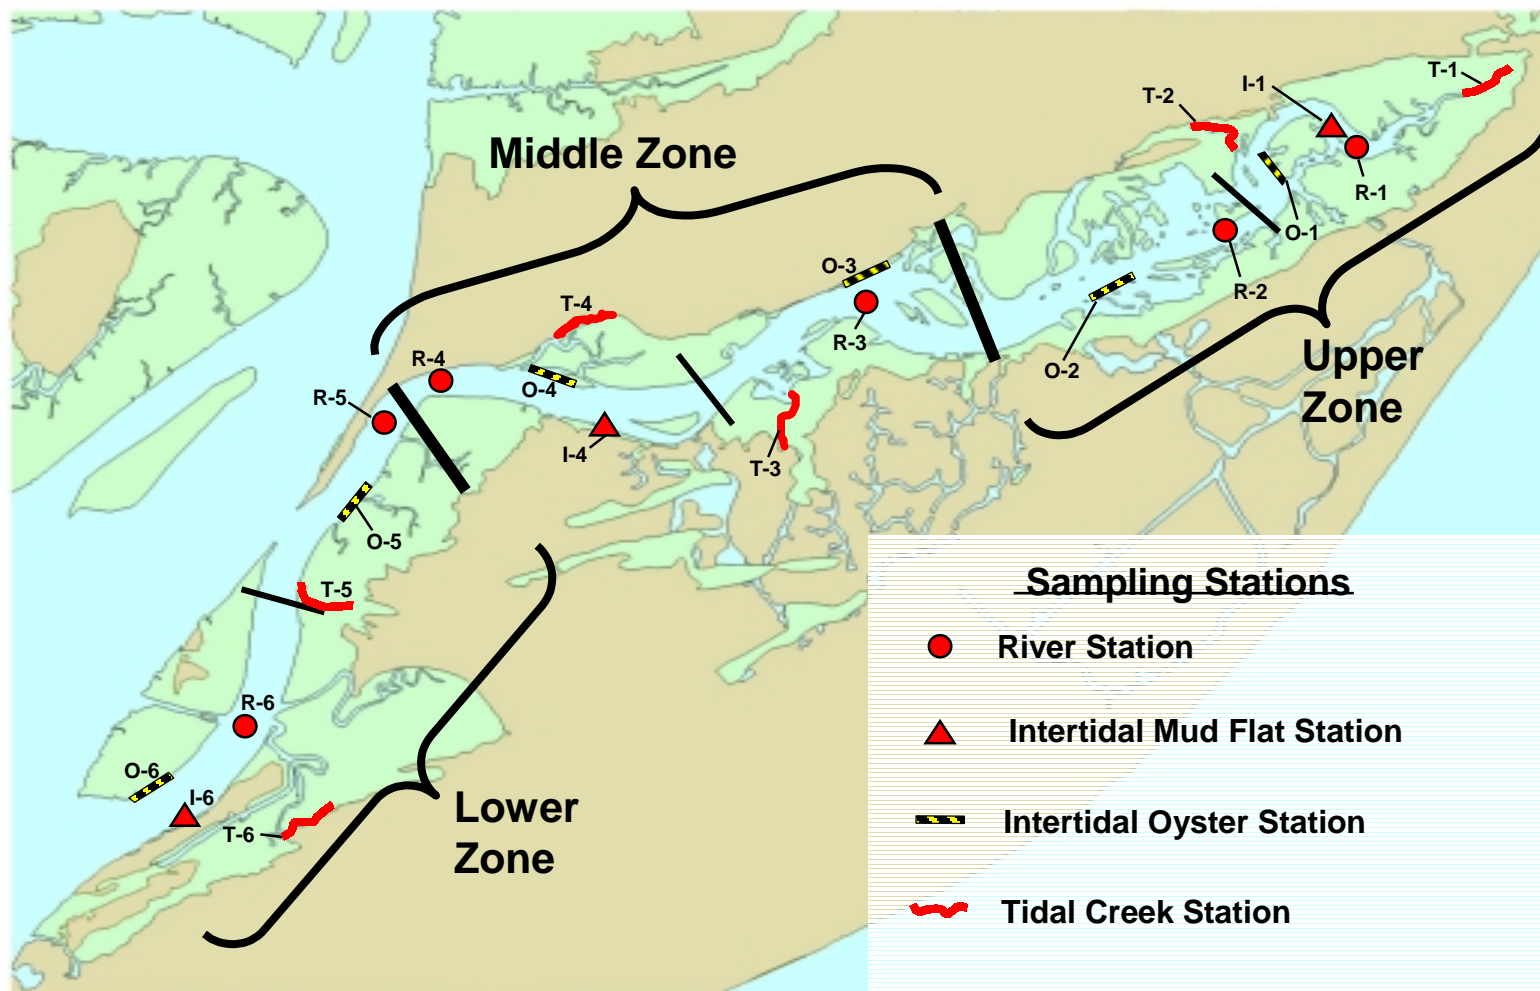 T-1
I-1
T-2
Middle Zone
R-1
O-1
O-3
R-2
T-4
R-3
Upper
Zone
R-4
O-2
O-4
R-5
I-4
T-3
O-5
Sampling Stations
T-5
River Station
R-6
Intertidal Mud Flat Station
O-6
I-6
Lower
Zone
T-6
Intertidal Oyster Station
Tidal Creek Station